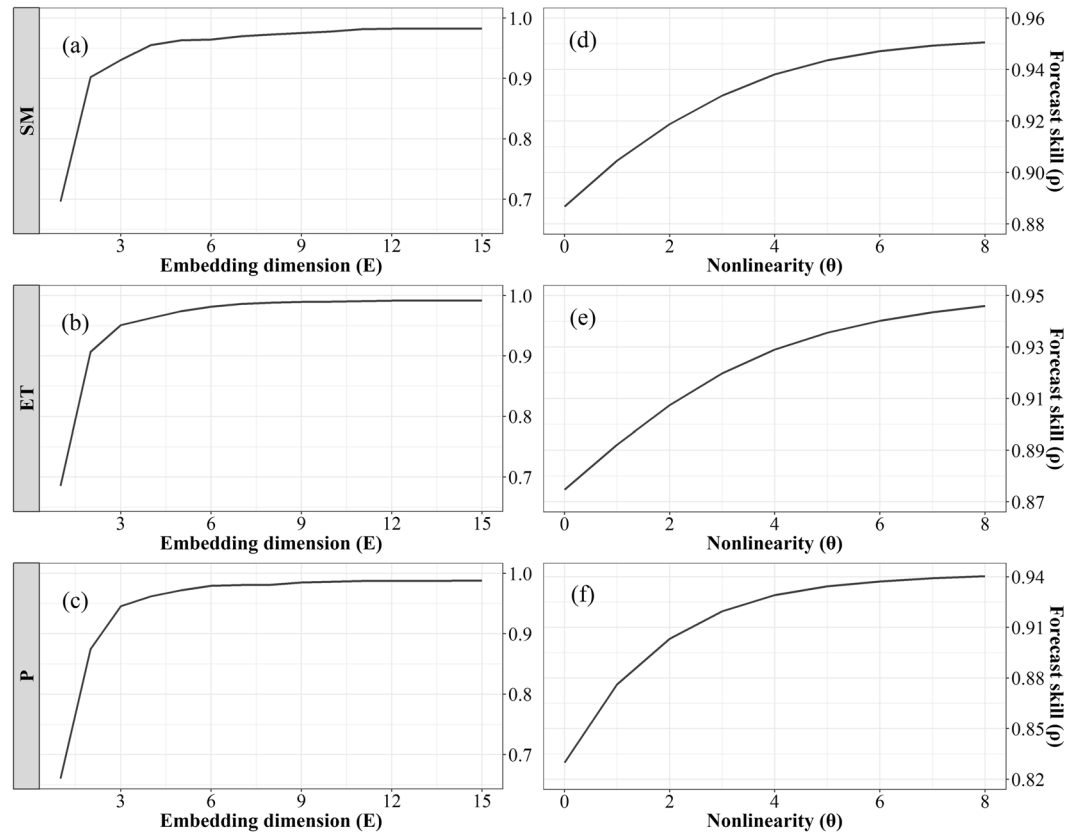 SM
(a)
1.0
0.9
0.8
0.7
3 6 9 12 15
Embedding dimension (E)
(d)
0.96
0.94
0.92
0.90
0.88
Forecast skill (ρ)
0 2 4 6 8
Nonlinearity (θ)
ET
(b)
1.0
0.9
0.8
0.7
3 6 9 12 15
Embedding dimension (E)
(e)
0.95
0.93
0.91
0.89
0.87
Forecast skill (ρ)
0 2 4 6 8
Nonlinearity (θ)
P
(c)
1.0
0.9
0.8
0.7
3 6 9 12 15
Embedding dimension (E)
(f)
0.94
0.91
0.88
0.85
0.82
Forecast skill (ρ)
0 2 4 6 8
Nonlinearity (θ)